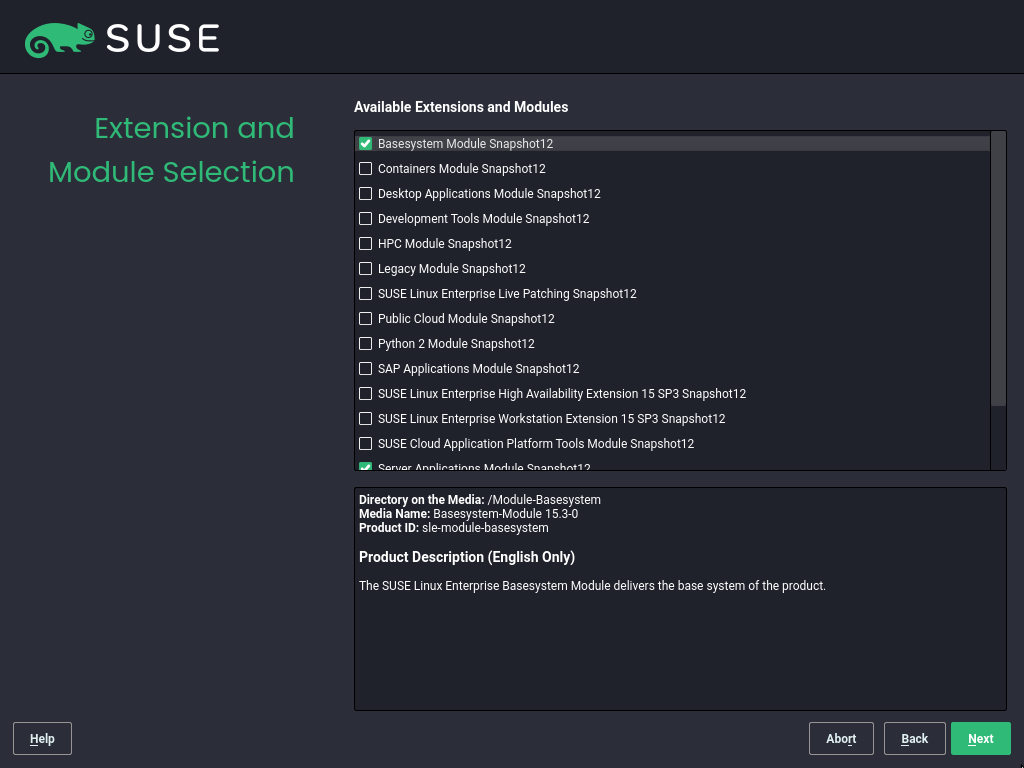 SUSE
Extension and
Module Selection
Available Extensions and Modules
Basesystem Module Snapshot12
Containers Module Snapshot12
Desktop Applications Module Snapshot12
Development Tools Module Snapshot12
HPC Module Snapshot12
Legacy Module Snapshot12
SUSE Linux Enterprise Live Patching Snapshot12
Public Cloud Module Snapshot12
Python 2 Module Snapshot12
SAP Applications Module Snapshot12
SUSE Linux Enterprise High Availability Extension 15 SP3 Snapshot12
SUSE Linux Enterprise Workstation Extension 15 SP3 Snapshot12
SUSE Cloud Application Platform Tools Module Snapshot12
Server Applications Module Snapshot12
Directory on the Media: /Module-Basesystem
Media Name: Basesystem-Module 15.3-0
Product ID: sle-module-basesystem
Product Description (English Only)
The SUSE Linux Enterprise Basesystem Module delivers the base system of the product.
Help
Abort
Back
Next